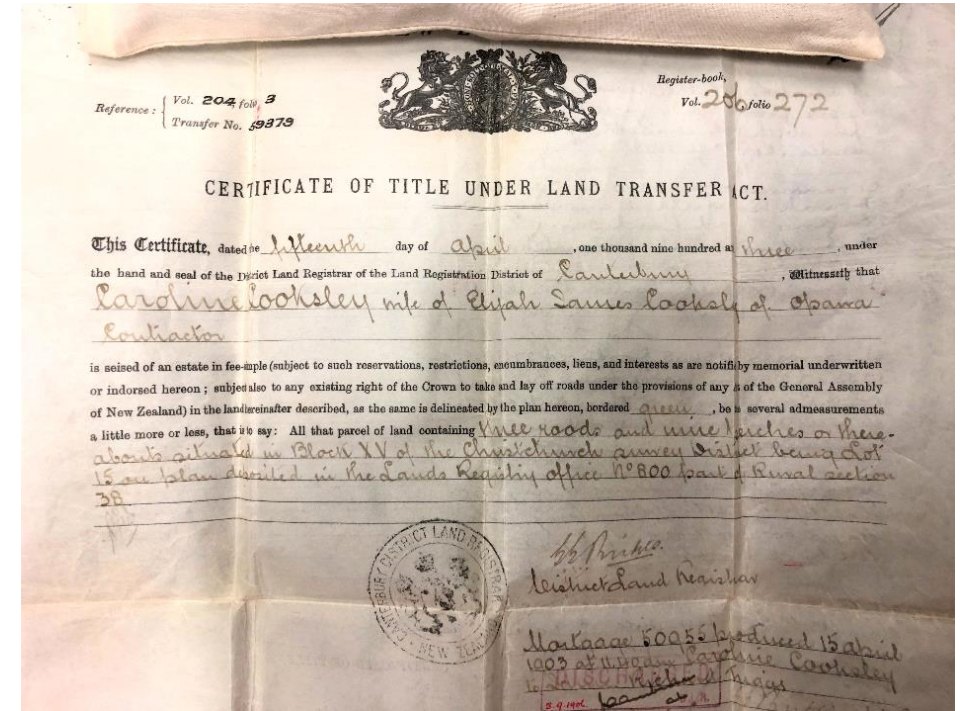 Reference : Vol. 204, foli 3
Transfer No. 59879
Register-book,
Vol. 206 folio 272
CERTIFICATE OF TITLE UNDER LAND TRANSFER ACT.
This Certificate, dated he fifteenth day of April , one thousand nine hundred a three , under
the hand and seal of the District Land Registrar of the Land Registration District of Canterbury , Witnesseth that
Caroline Cooksley wife of Elijah James Cooksl of Opawa
Contractor
is seised of an estate in fee-simple (subject to such reservations, restrictions, encumbrances, liens, and interests as are notifi by memorial underwritten
or indorsed hereon ; subject also to any existing right of the Crown to take and lay off roads under the provisions of any of the General Assembly
of New Zealand) in the land hereinafter described, as the same is delineated by the plan hereon, bordered green , be several admeasurements
a little more or less, that is to say : All that parcel of land containing three roods and nine perches or there-
abouts situated in Block XV of the Christchurch survey District being Lot
15 on plan deposited in the Lands Registry office No 800 part of Rural section
38
CANTERBURY DISTRICT LAND REGISTRAR
NEW ZEALAND
District Land Registrar
Mortgage 50055 produced 15 April
1903 at Caroline Cooksley